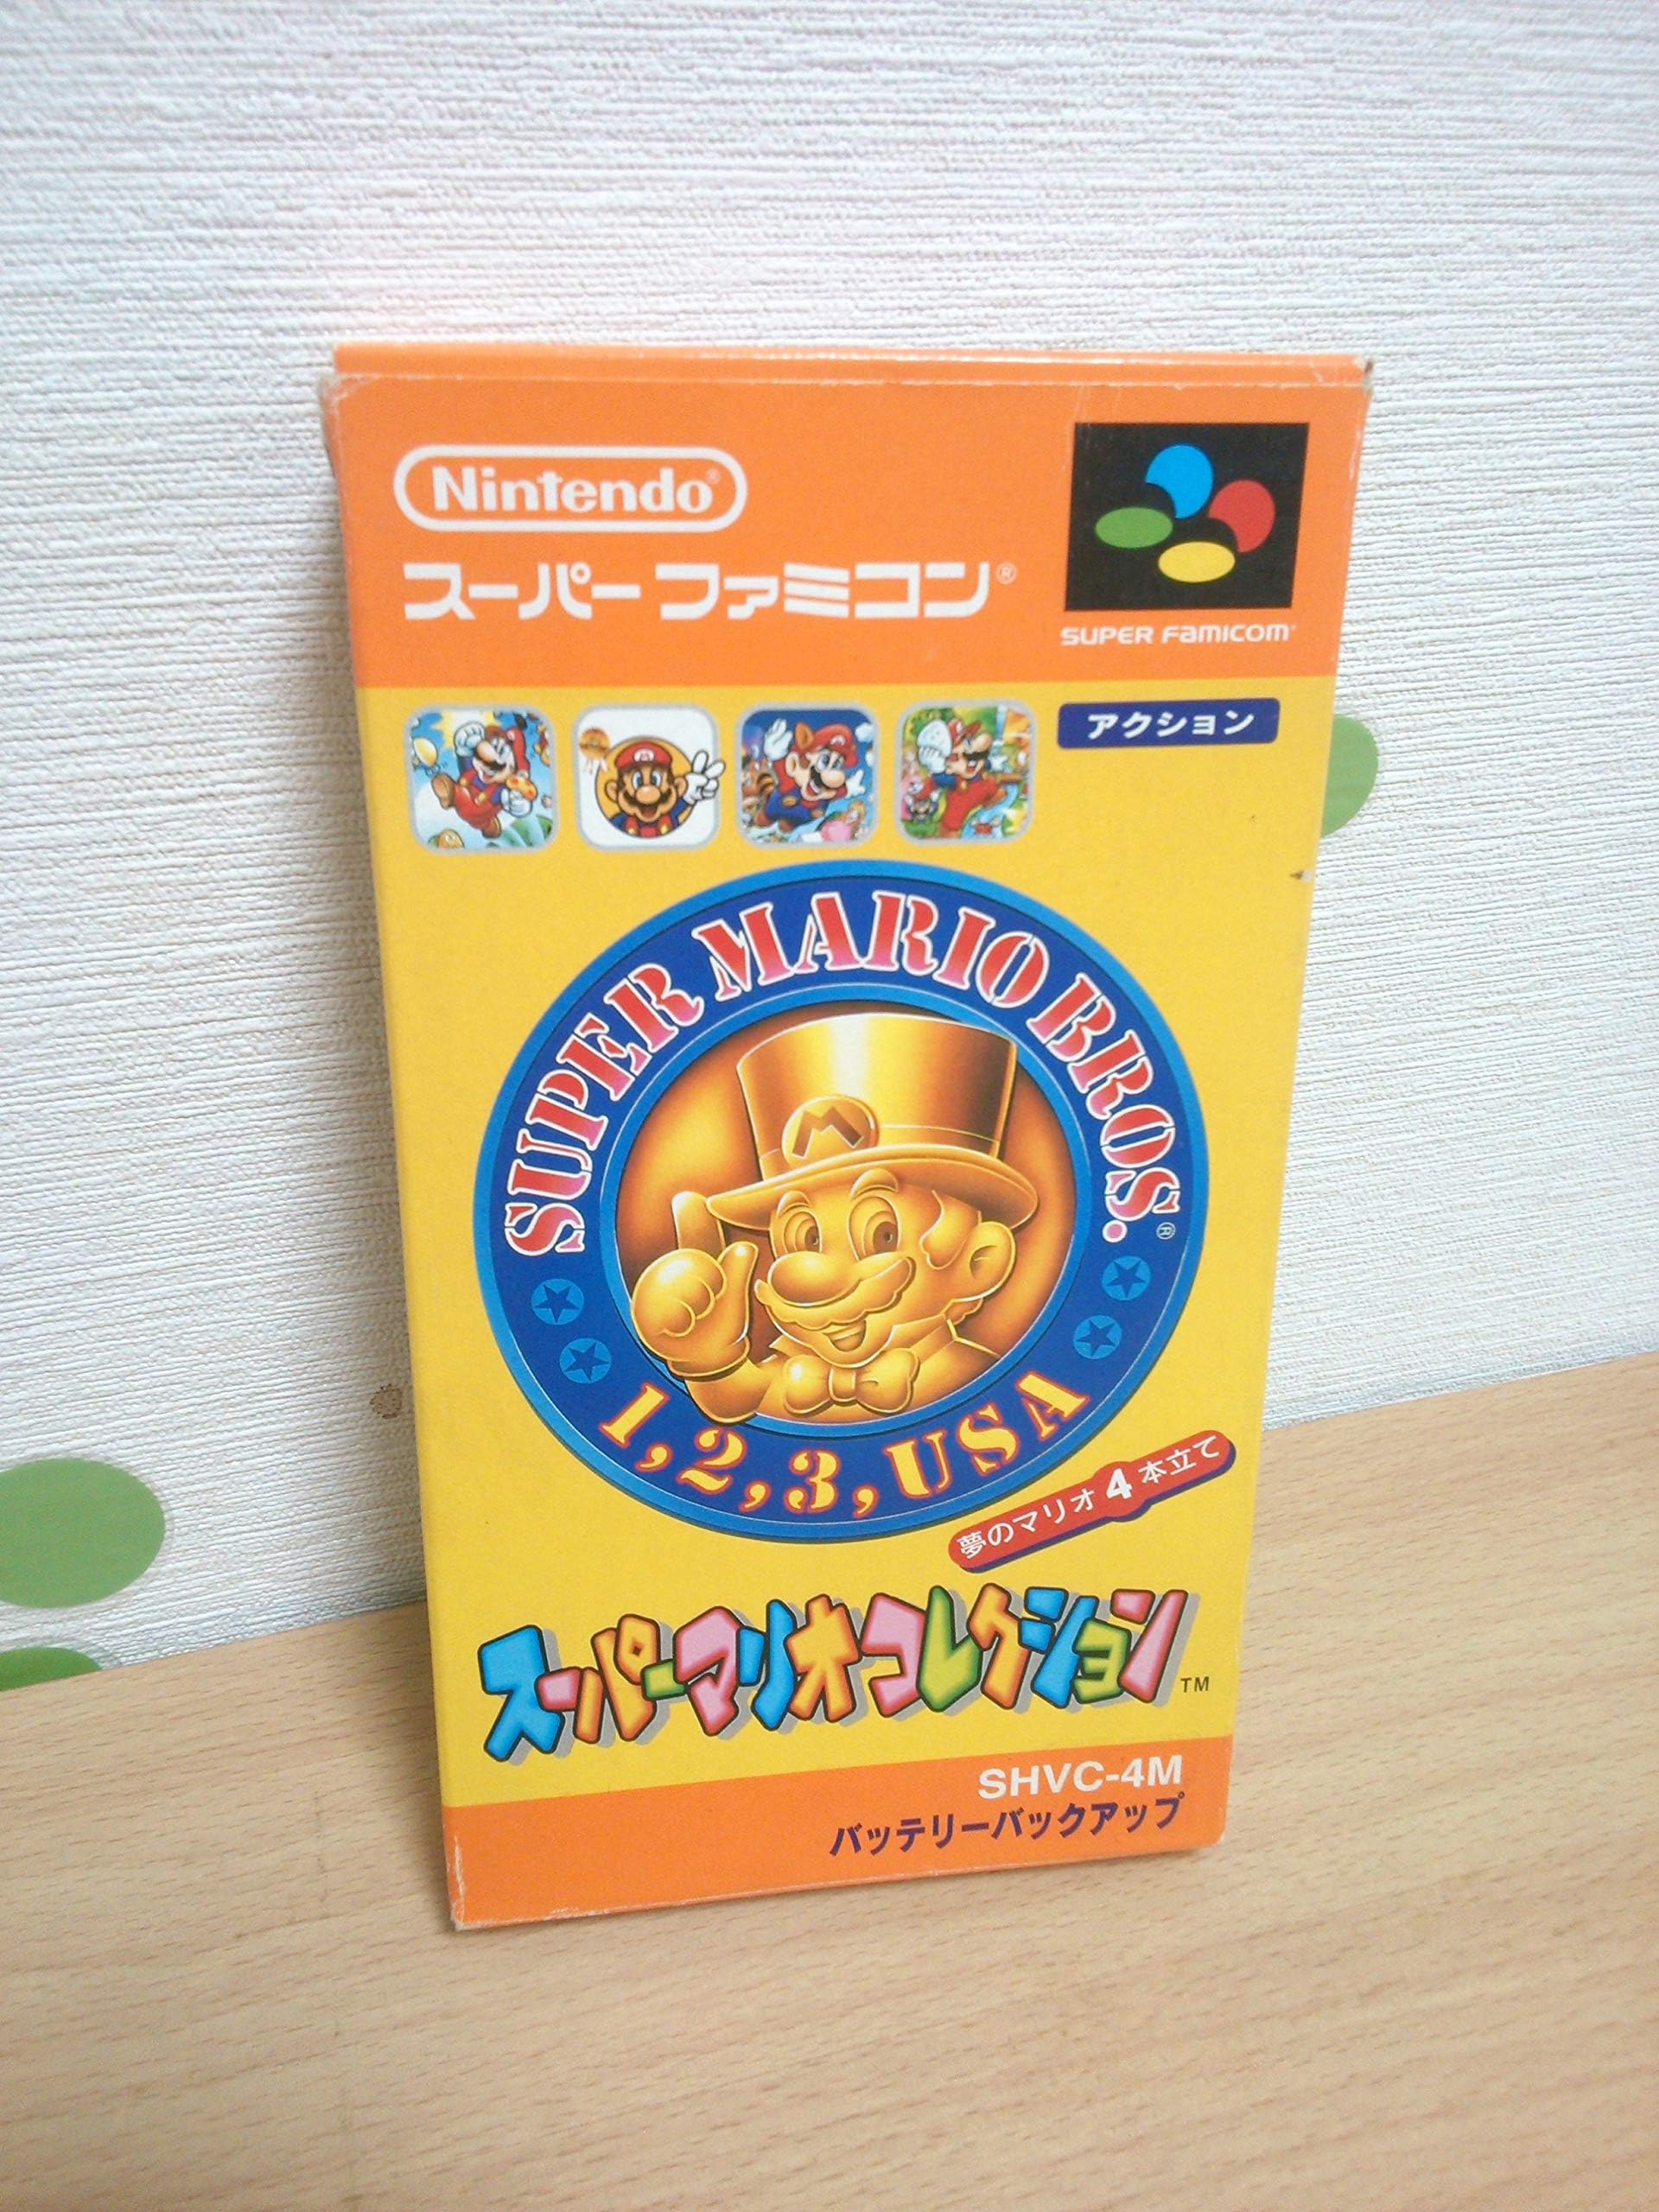 Nintendo®
スーパーファミコン®
SUPER FAMICOM®
アクション
SUPER MARIO BROS.®
1, 2, 3, USA
夢のマリオ4本立て
スーパーマリオコレクション™
SHVC-4M
バッテリーバックアップ